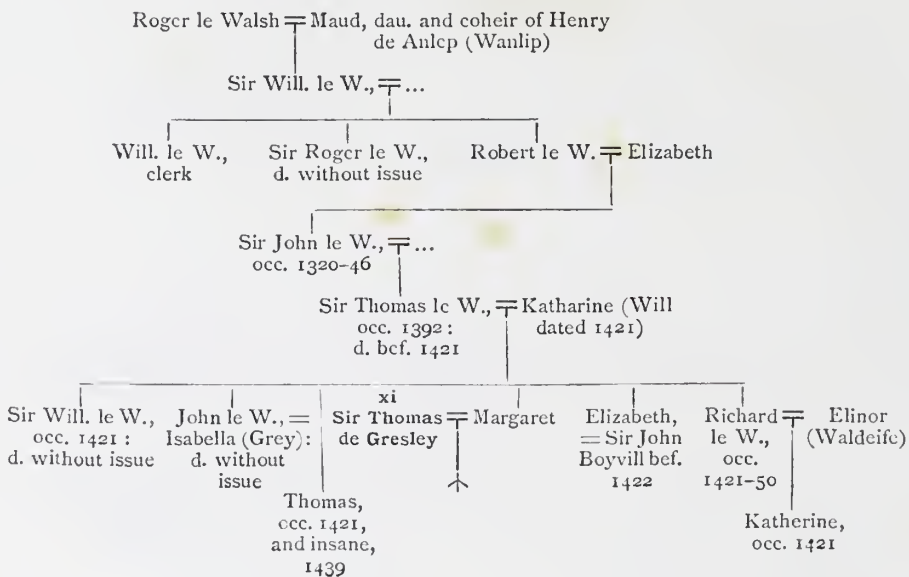 Roger le Walsh = Maud, dau. and coheir of Henry
de Anlep (Wanlip)
Sir Will. le W., = ...
Will. le W.,
clerk
Sir Roger le W.,
d. without issue
Robert le W. = Elizabeth
Sir John le W., = ...
occ. 1320-46
Sir Thomas le W.,
occ. 1392 :
d. bef. 1421
= Katharine (Will
dated 1421)
Sir Will. le W.,
occ. 1421 :
d. without issue
John le W., =
Isabella (Grey):
d. without
issue
Thomas,
occ. 1421,
and insane,
1439
xi
Sir Thomas = Margaret
de Gresley
Elizabeth,
= Sir John
Boyvill bef.
1422
Richard =
le W.,
occ.
1421-50
Elinor
(Waldeife)
Katherine,
occ. 1421